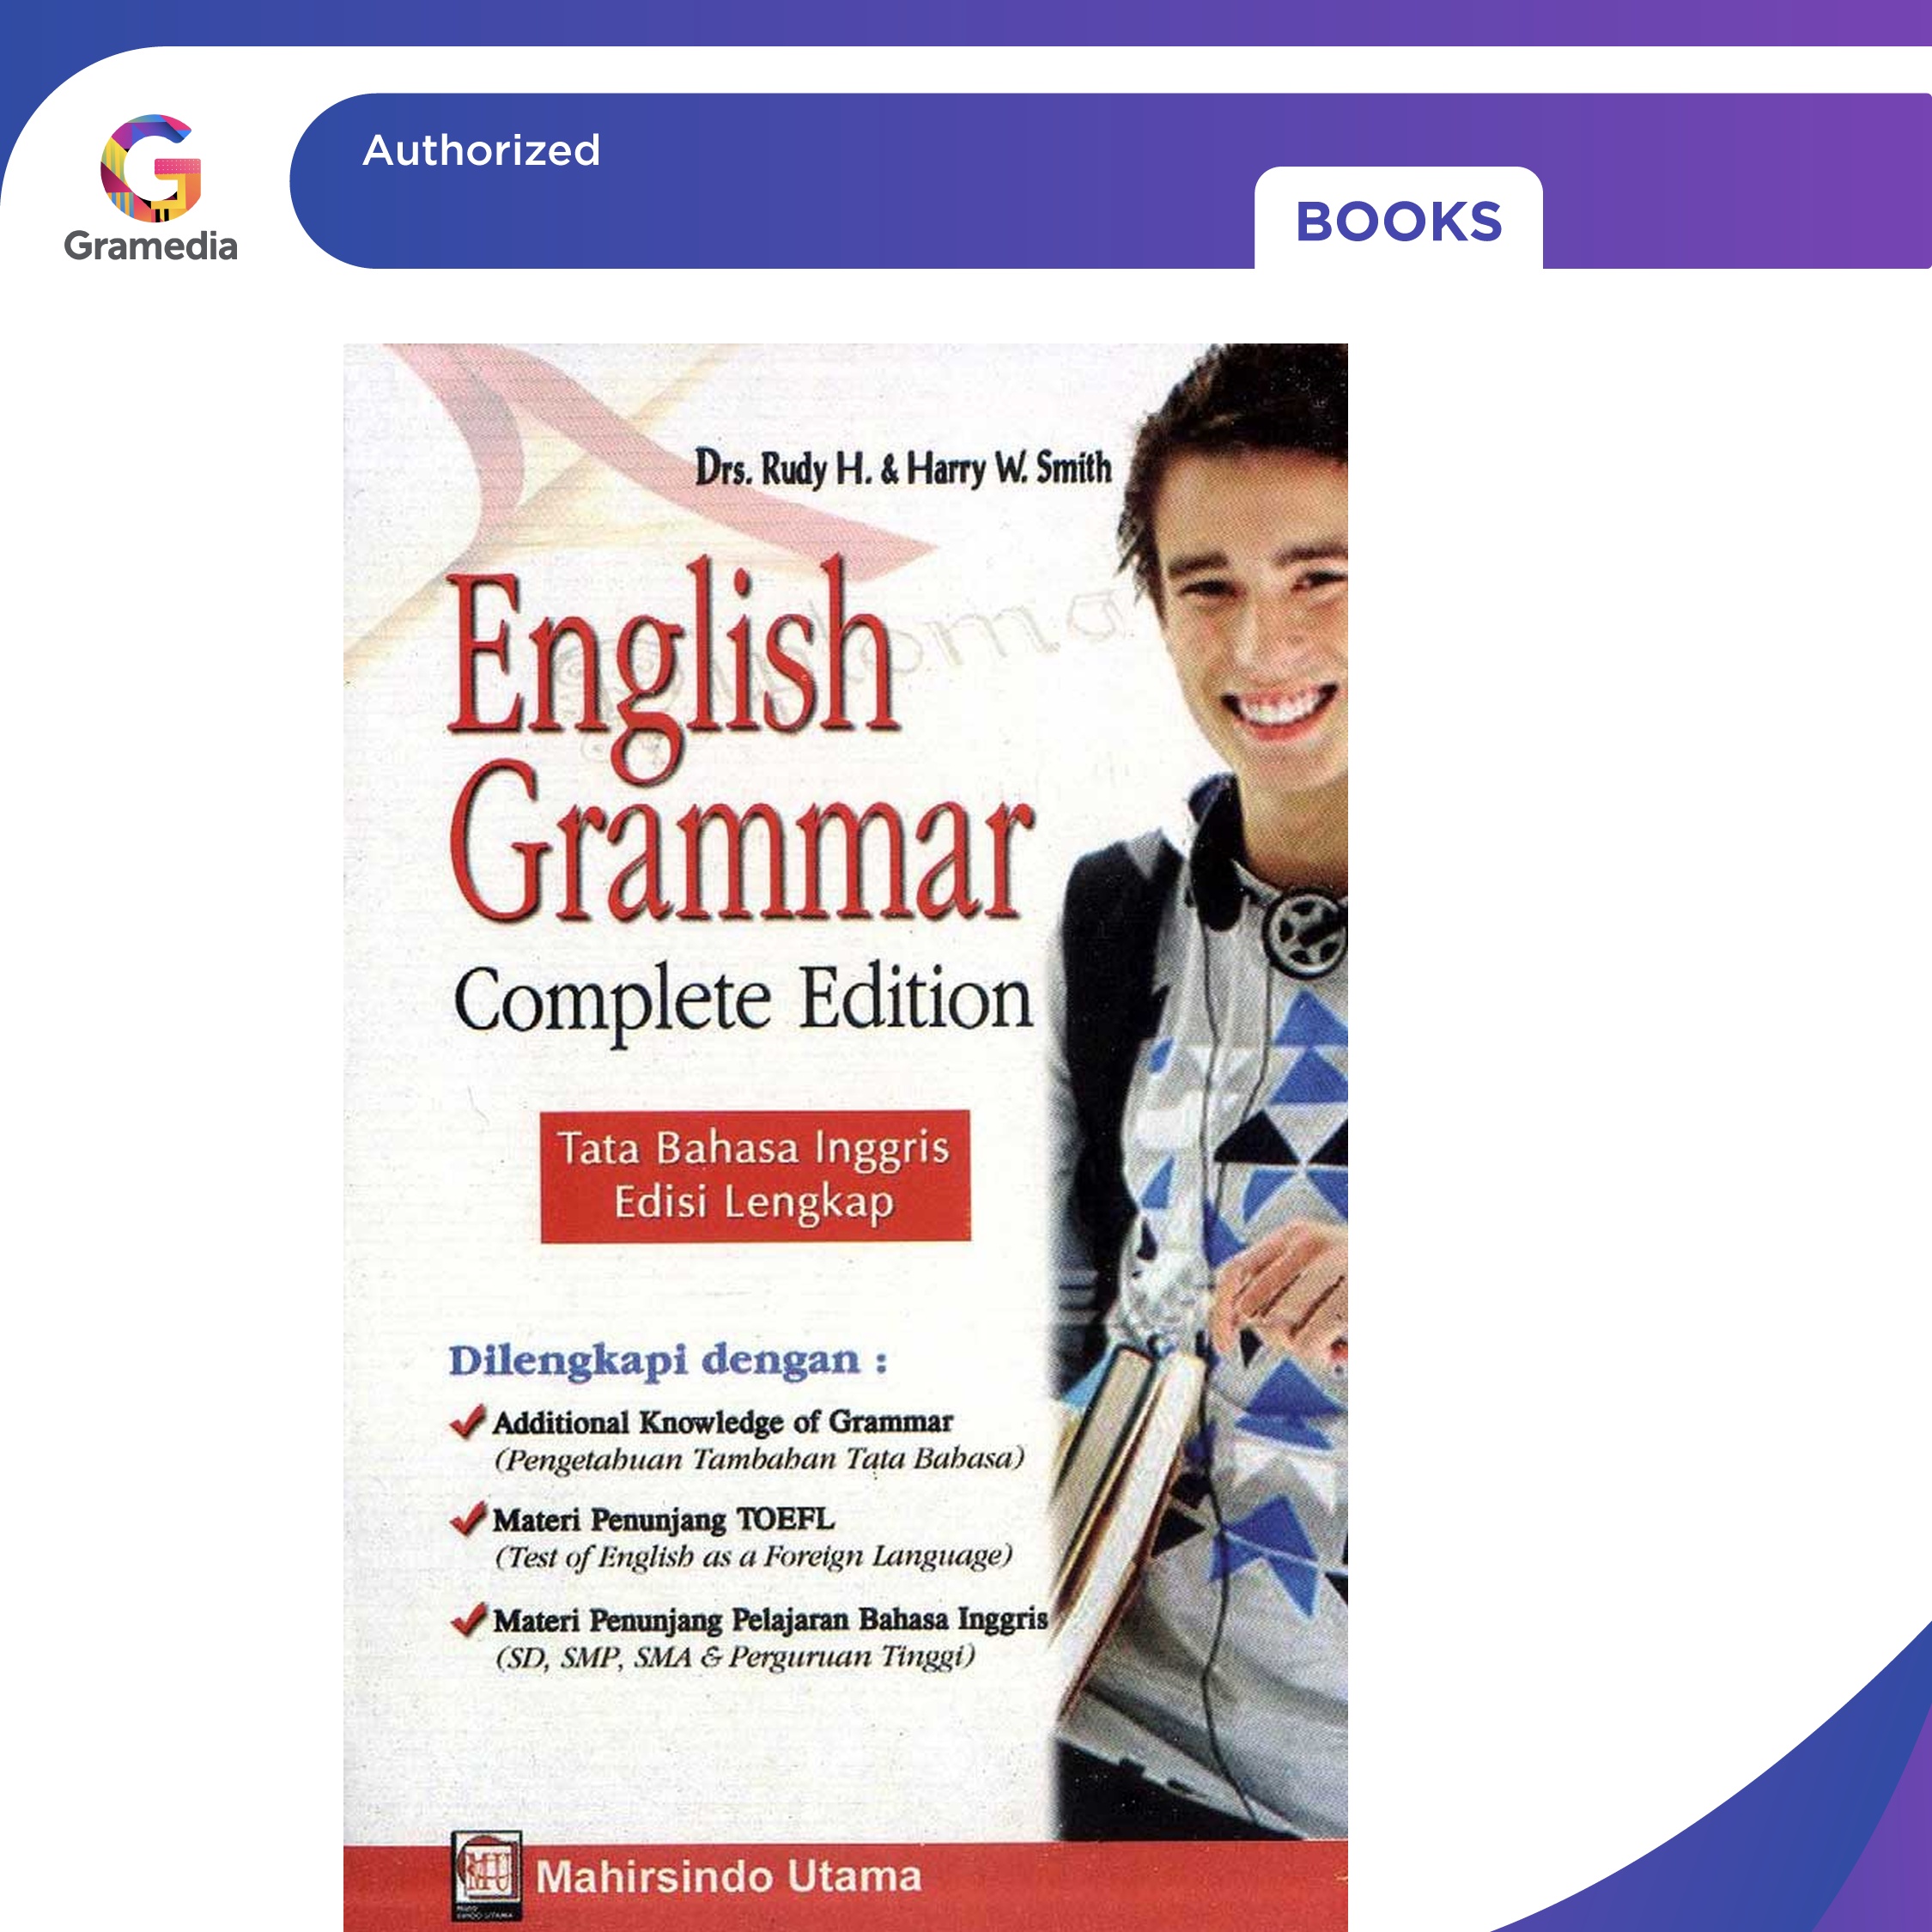 Gramedia
Authorized
BOOKS
Drs. Rudy H. & Harry W. Smith
Diploma
English
Grammar
Complete Edition
Tata Bahasa Inggris
Edisi Lengkap
Dilengkapi dengan :
Additional Knowledge of Grammar
(Pengetahuan Tambahan Tata Bahasa)
Materi Penunjang TOEFL
(Test of English as a Foreign Language)
Materi Penunjang Pelajaran Bahasa Inggris
(SD, SMP, SMA & Perguruan Tinggi)
Mahirsindo Utama